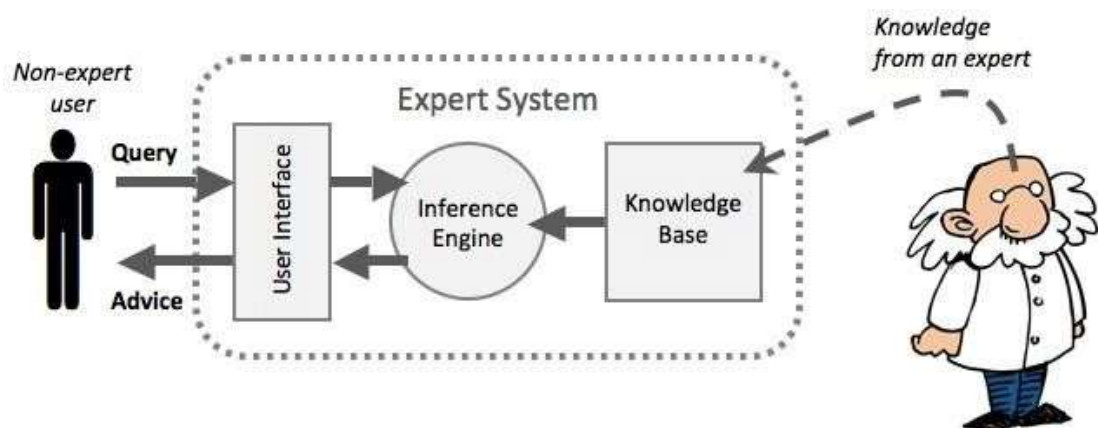 Non-expert
user
Query
Advice
Expert System
User Interface
Inference
Engine
Knowledge
Base
Knowledge
from an expert